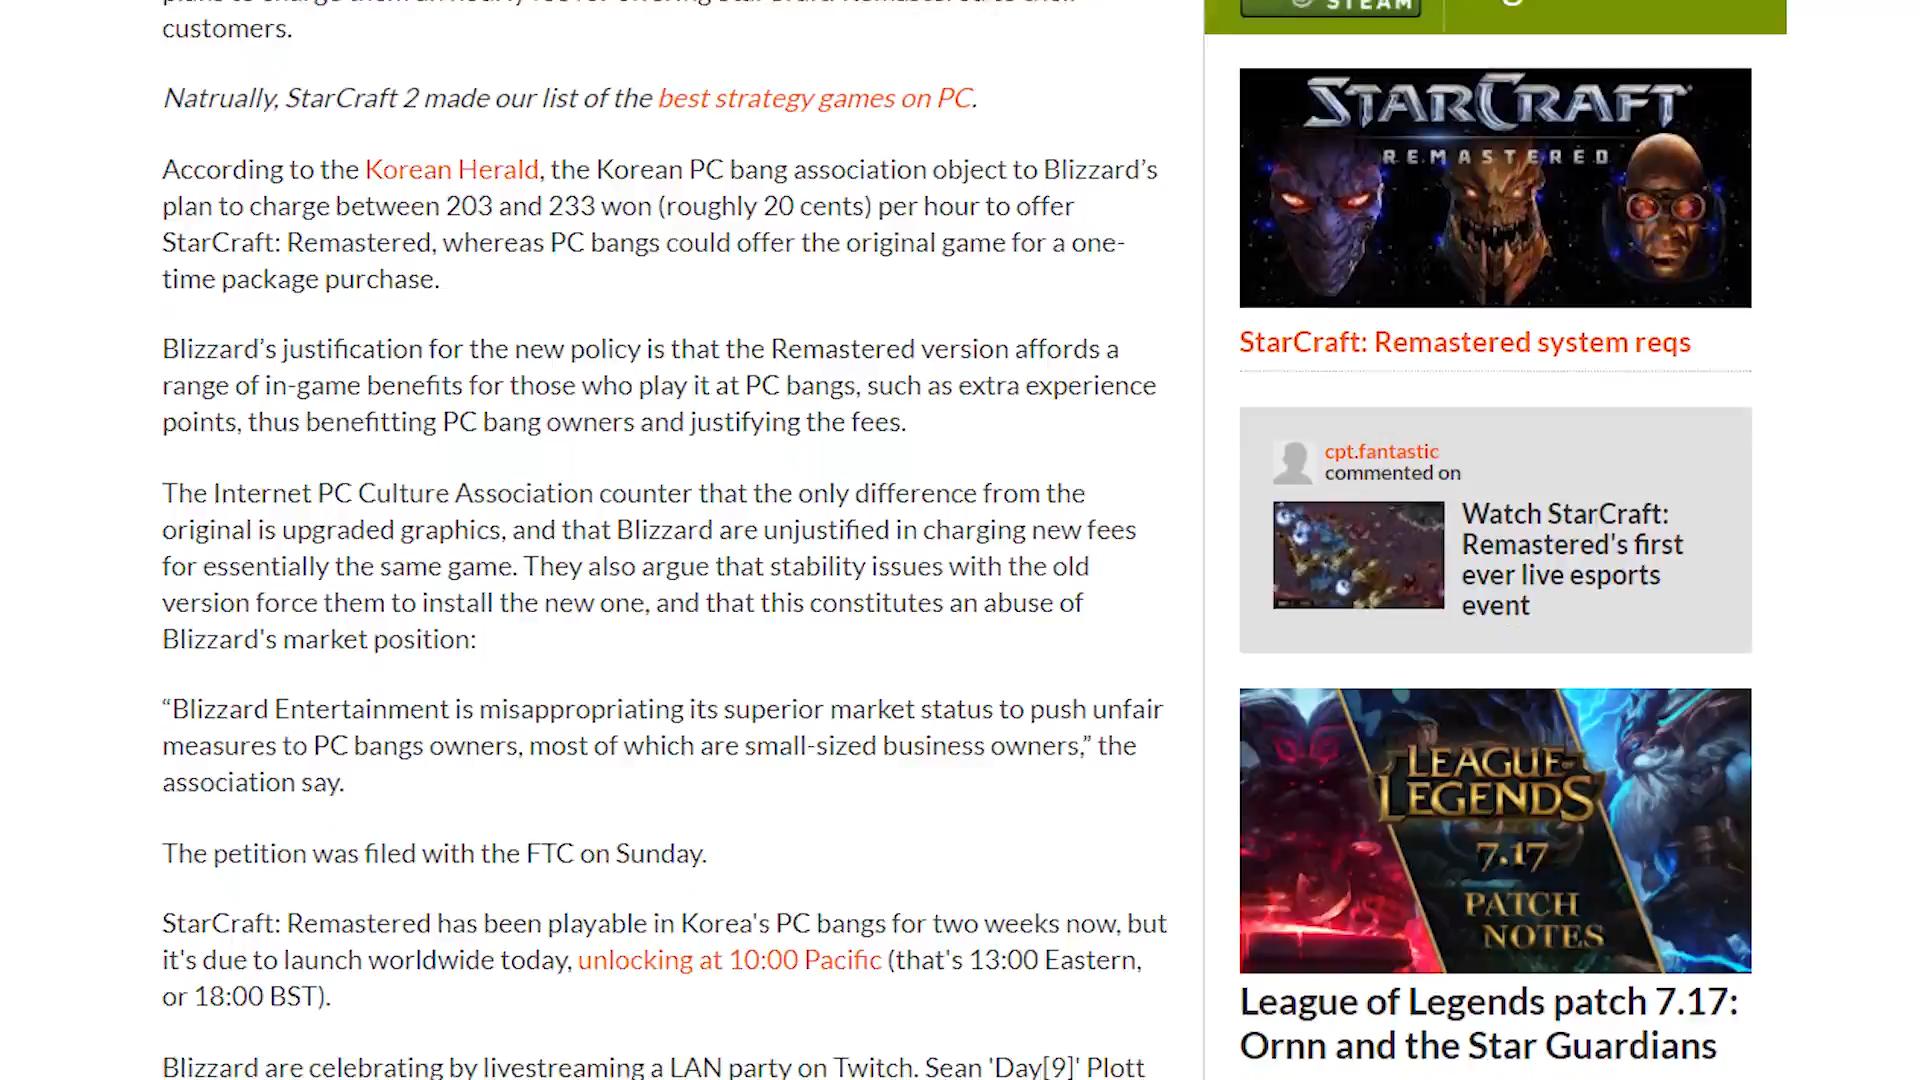 customers.
Natrually, StarCraft 2 made our list of the best strategy games on PC.
According to the Korean Herald, the Korean PC bang association object to Blizzard’s
plan to charge between 203 and 233 won (roughly 20 cents) per hour to offer
StarCraft: Remastered, whereas PC bangs could offer the original game for a one-
time package purchase.
Blizzard’s justification for the new policy is that the Remastered version affords a
range of in-game benefits for those who play it at PC bangs, such as extra experience
points, thus benefitting PC bang owners and justifying the fees.
The Internet PC Culture Association counter that the only difference from the
original is upgraded graphics, and that Blizzard are unjustified in charging new fees
for essentially the same game. They also argue that stability issues with the old
version force them to install the new one, and that this constitutes an abuse of
Blizzard's market position:
“Blizzard Entertainment is misappropriating its superior market status to push unfair
measures to PC bangs owners, most of which are small-sized business owners,” the
association say.
The petition was filed with the FTC on Sunday.
StarCraft: Remastered has been playable in Korea's PC bangs for two weeks now, but
it's due to launch worldwide today, unlocking at 10:00 Pacific (that's 13:00 Eastern,
or 18:00 BST).
Blizzard are celebrating by livestreaming a LAN party on Twitch. Sean 'Day[9]' Plott
STEAM
STARCRAFT
REMASTERED
StarCraft: Remastered system reqs
cpt.fantastic
commented on
Watch StarCraft:
Remastered's first
ever live esports
event
LEAGUE OF
LEGENDS
7.17
PATCH
NOTES
League of Legends patch 7.17:
Ornn and the Star Guardians